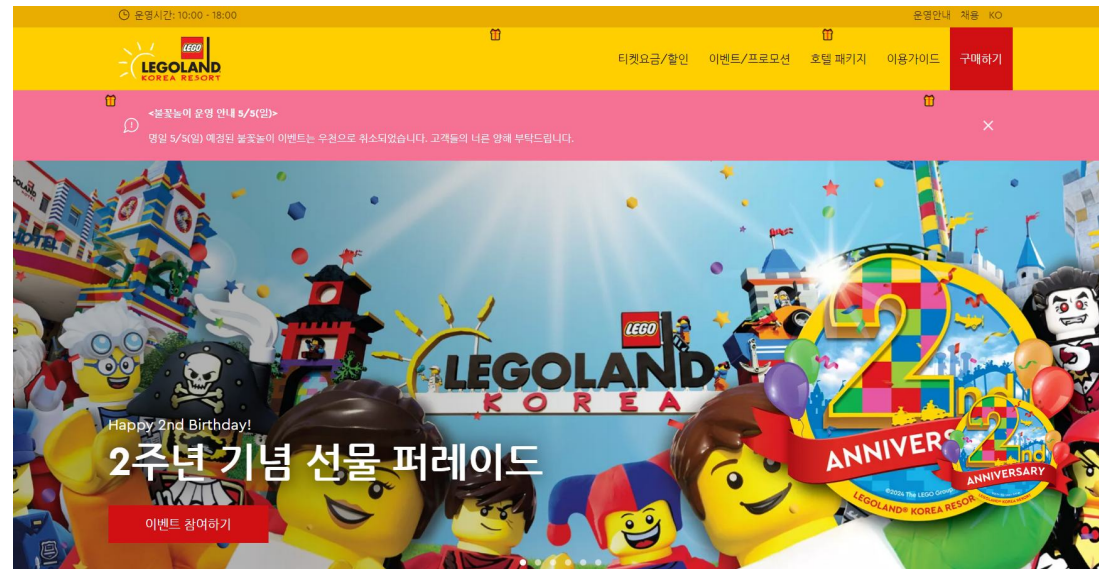 운영시간: 10:00 - 18:00
운영안내 채용 KO
LEGO
LEGOLAND
KOREA RESORT
티켓요금/할인 이벤트/프로모션 호텔 패키지 이용가이드 구매하기
<불꽃놀이 운영 안내 5/5(일)>
명일 5/5(일) 예정된 불꽃놀이 이벤트는 우천으로 취소되었습니다. 고객들의 너른 양해 부탁드립니다.
HOTEL
LEGO
LEGOLAND
KOREA
2nd
ANNIVERS
©2024 The LEGO Group
LEGOLAND® KOREA RESOR
2nd
ANNIVERSARY
Happy 2nd Birthday!
2주년 기념 선물 퍼레이드
이벤트 참여하기